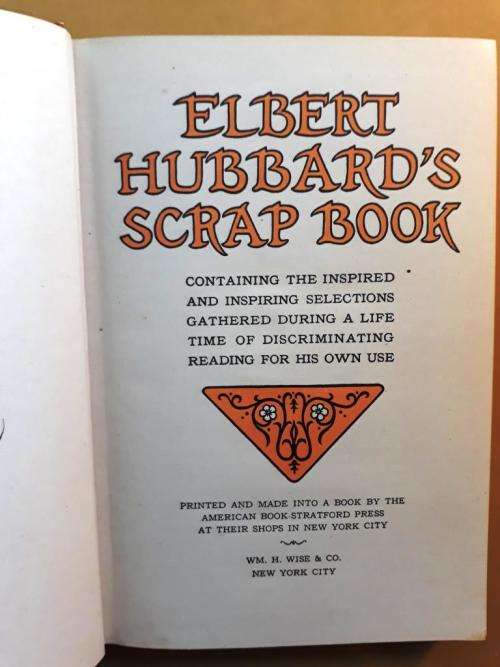 ELBERT
HUBBARD'S
SCRAP BOOK
CONTAINING THE INSPIRED
AND INSPIRING SELECTIONS
GATHERED DURING A LIFE
TIME OF DISCRIMINATING
READING FOR HIS OWN USE
PRINTED AND MADE INTO A BOOK BY THE
AMERICAN BOOK-STRATFORD PRESS
AT THEIR SHOPS IN NEW YORK CITY
WM. H. WISE & CO.
NEW YORK CITY